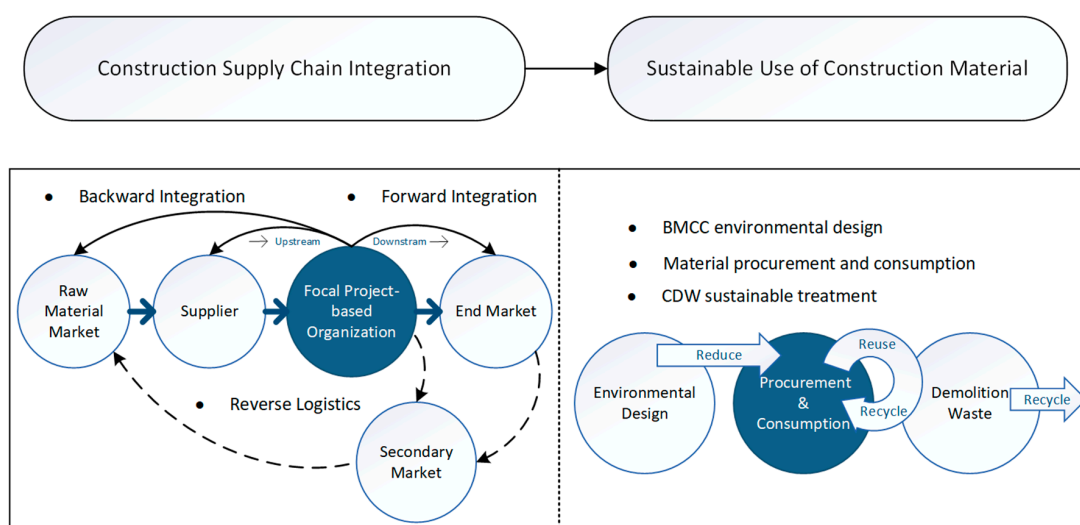 Construction Supply Chain Integration
Sustainable Use of Construction Material
• Backward Integration
• Forward Integration
→ Upstream
Downstram →
Raw
Material
Market
Supplier
Focal Project-
based
Organization
End Market
• Reverse Logistics
Secondary
Market
• BMCC environmental design
• Material procurement and consumption
• CDW sustainable treatment
Reduce
Reuse
Environmental
Design
Procurement
&
Consumption
Recycle
Demolition
Waste
Recycle